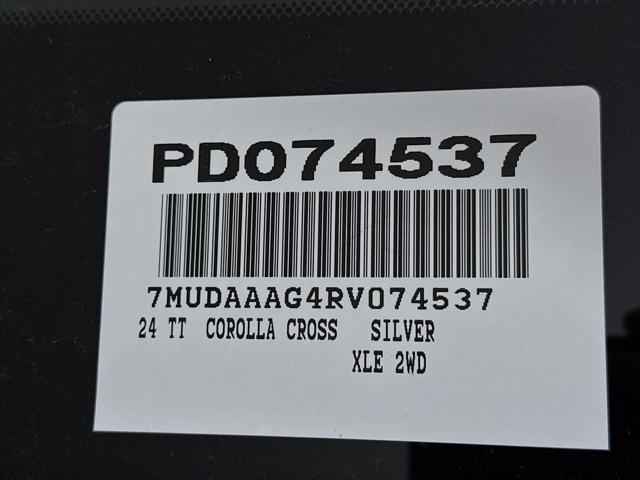 PD074537
7MUDAAAG4RV074537
24 TT COROLLA CROSS SILVER
XLE 2WD